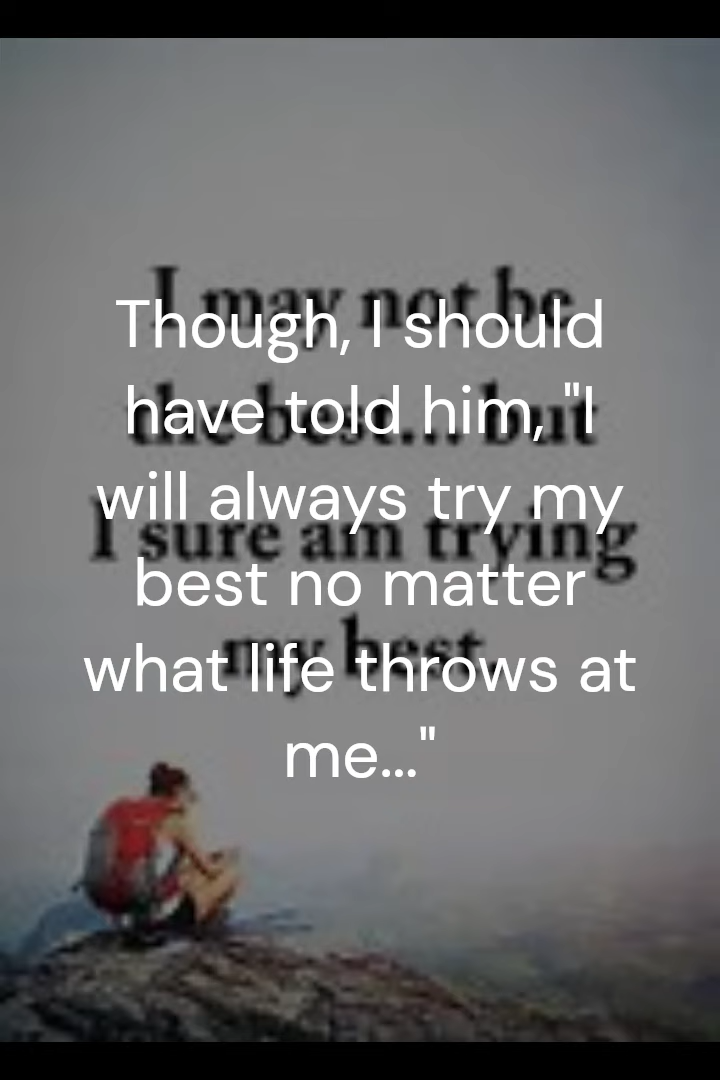 Though, I should
have told him, "I
will always try my
best no matter
what life throws at
me..."
I may not be
the best... but
I sure am trying
my best.